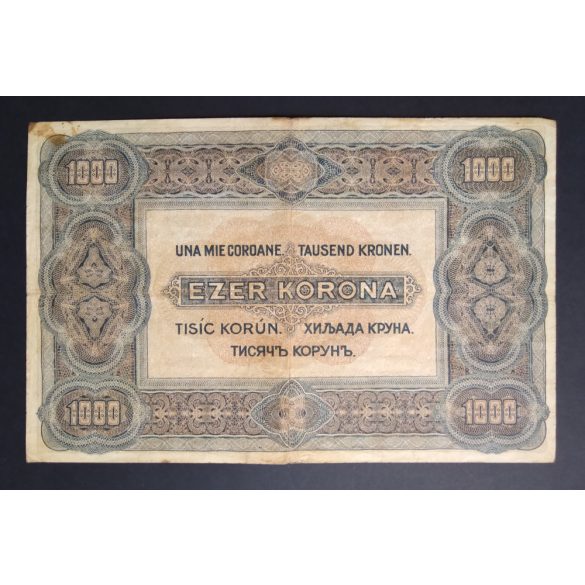 1000 1000
UNA MIE COROANE. TAUSEND KRONEN.
EZER KORONA
TISÍC KORÚN. ХИЉАДА КРУНА.
ТИСЯЧЪ КОРУНЪ.
1000 1000